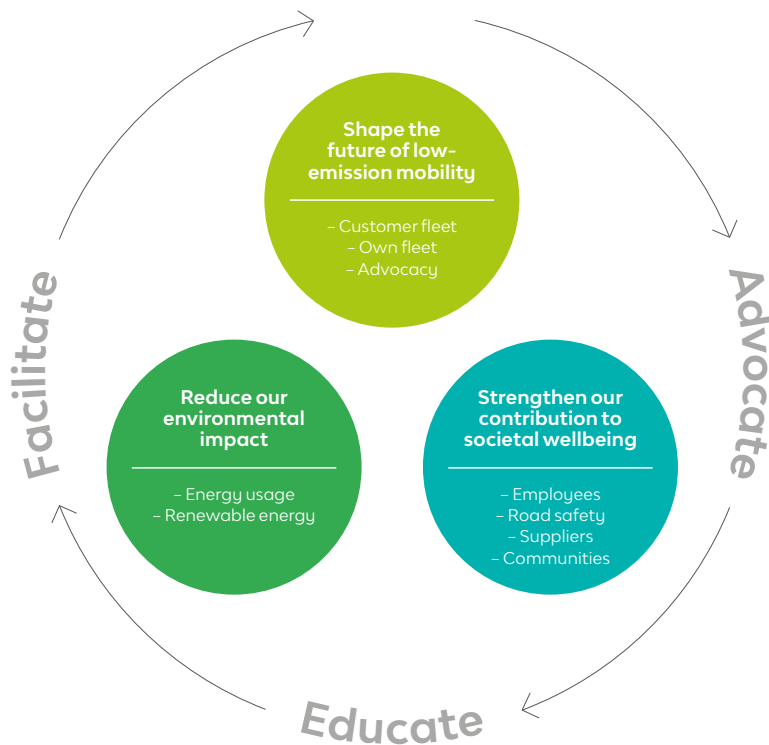 Shape the
future of low-
emission mobility
– Customer fleet
– Own fleet
– Advocacy
Facilitate
Advocate
Reduce our
environmental
impact
– Energy usage
– Renewable energy
Strengthen our
contribution to
societal wellbeing
– Employees
– Road safety
– Suppliers
– Communities
Educate